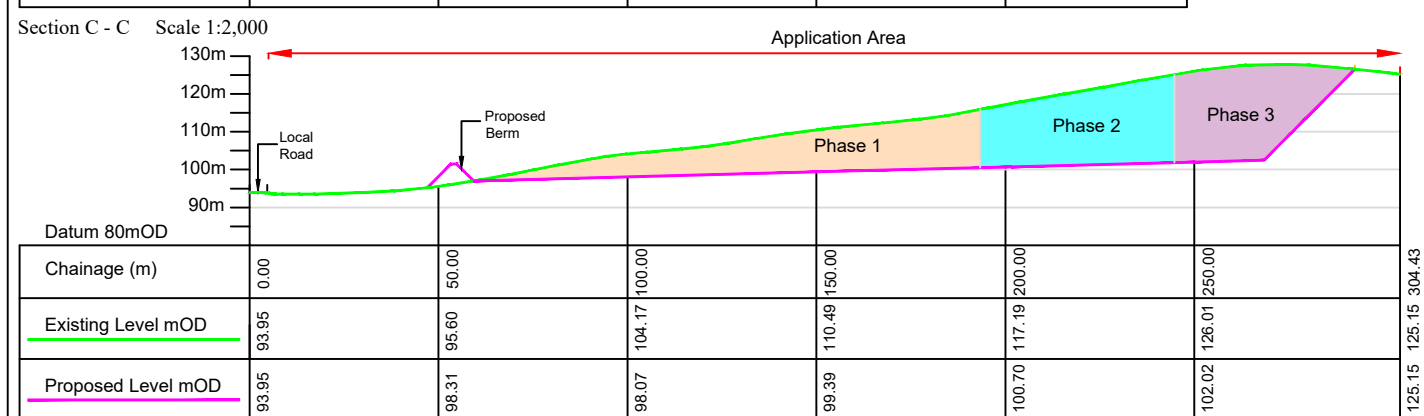 Section C - C Scale 1:2,000
Application Area
130m
120m
110m
100m
90m
Local
Road
Proposed
Berm
Phase 1
Phase 2
Phase 3
Datum 80mOD
Chainage (m) 0.00 50.00 100.00 150.00 200.00 250.00 304.43
Existing Level mOD 93.95 95.60 104.17 110.49 117.19 126.01 125.15
Proposed Level mOD 93.95 98.31 98.07 99.39 100.70 102.02 125.15